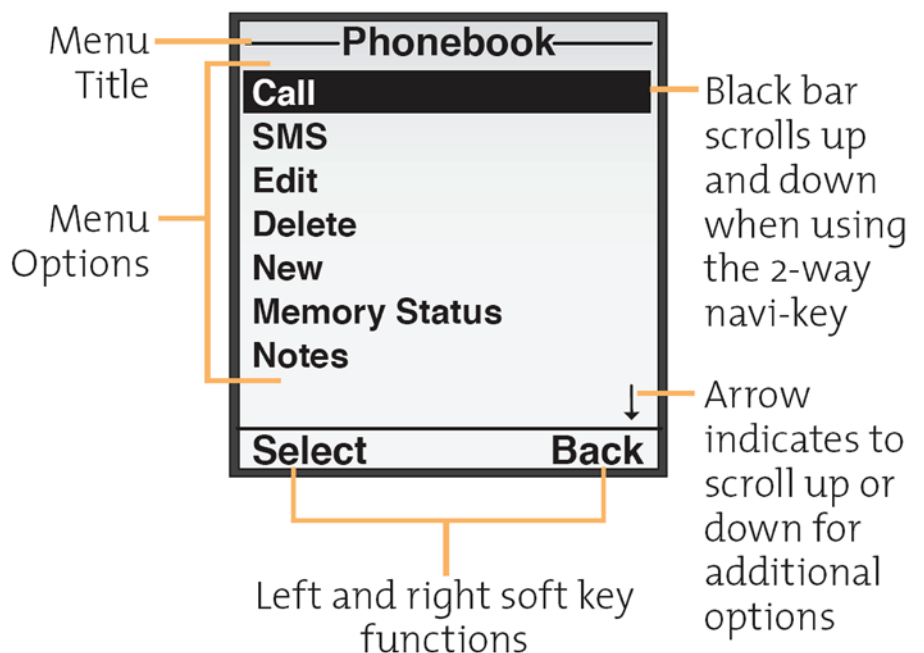 Menu
Title
Phonebook
Call
SMS
Edit
Delete
New
Memory Status
Notes
Select
Back
Menu
Options
Black bar
scrolls up
and down
when using
the 2-way
navi-key
Arrow
indicates to
scroll up or
down for
additional
options
Left and right soft key
functions